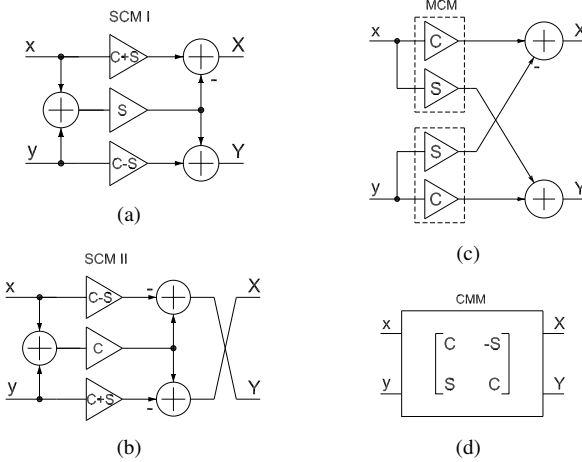 SCM I
x
C+S
X
-
S
y
C-S
Y
(a)
SCM II
x
C-S
-
X
C
y
C+S
-
Y
(b)
MCM
x
C
X
-
S
S
y
C
Y
(c)
CMM
x
C -S
X
y
S C
Y
(d)